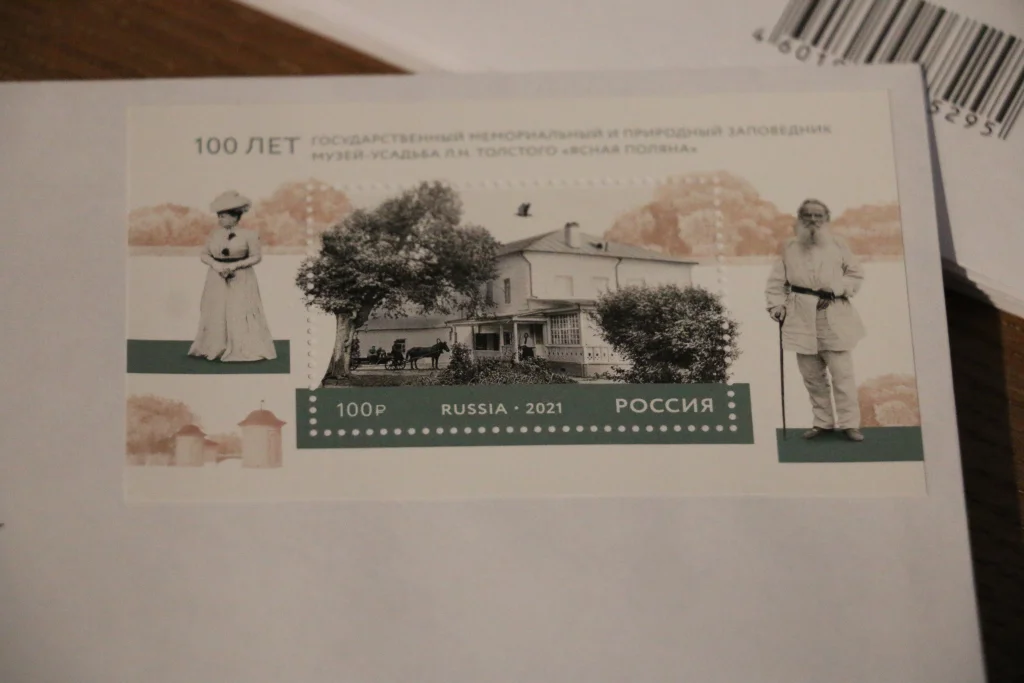 100 ЛЕТ ГОСУДАРСТВЕННЫЙ МЕМОРИАЛЬНЫЙ И ПРИРОДНЫЙ ЗАПОВЕДНИК
МУЗЕЙ-УСАДЬБА Л.Н. ТОЛСТОГО «ЯСНАЯ ПОЛЯНА»
100₽ RUSSIA · 2021 РОССИЯ